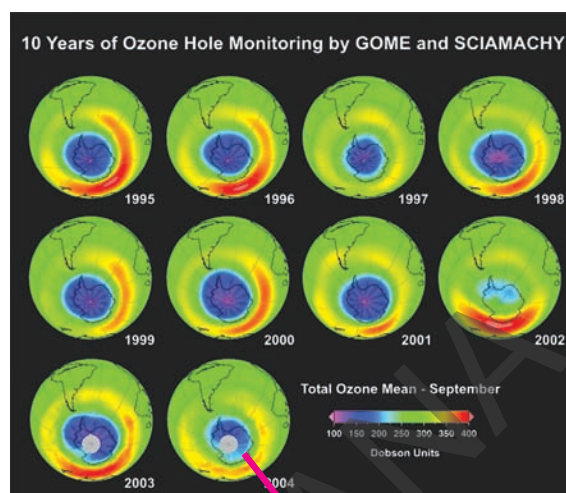 10 Years of Ozone Hole Monitoring by GOME and SCIAMACHY
1995
1996
1997
1998
1999
2000
2001
2002
2003
2004
Total Ozone Mean - September
100 150 200 250 300 350 400
Dobson Units